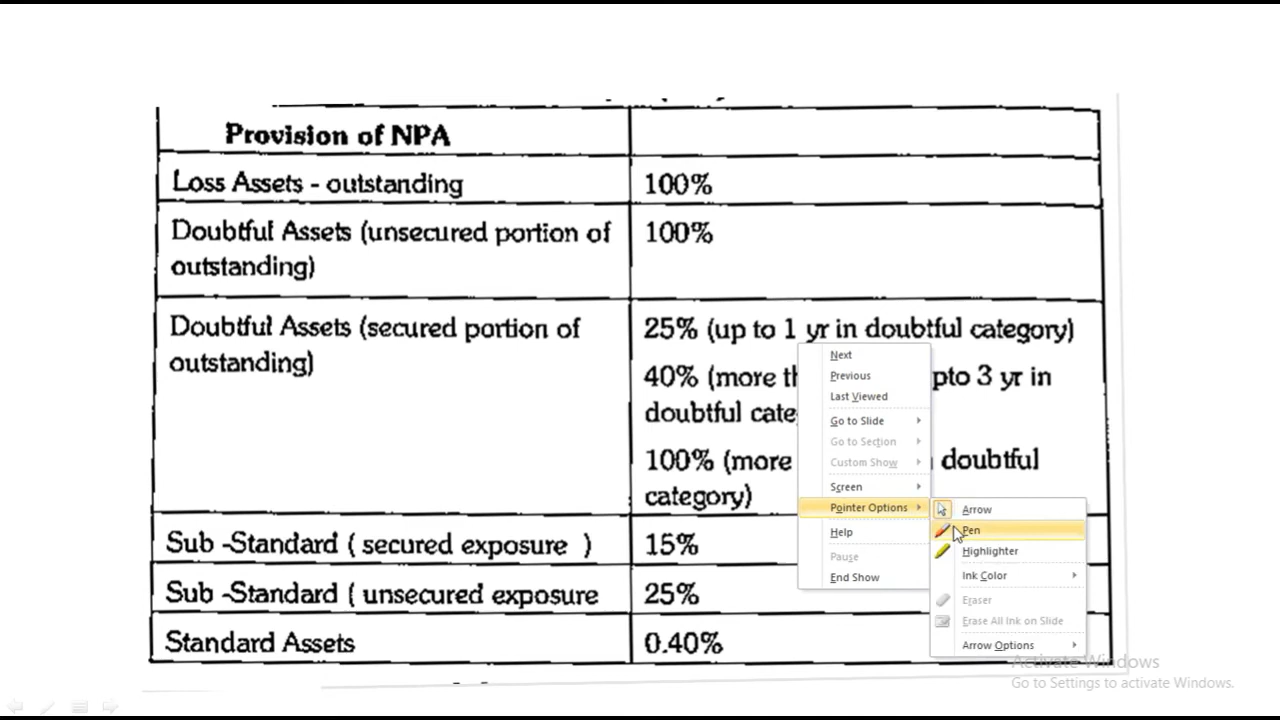 Provision of NPA
Loss Assets - outstanding 100%
Doubtful Assets (unsecured portion of 100%
outstanding)
Doubtful Assets (secured portion of 25% (up to 1 yr in doubtful category)
outstanding)
40% (more pto 3 yr in
doubtful cate
100% (more doubtful
category)
Sub -Standard ( secured exposure ) 15%
Sub -Standard ( unsecured exposure 25%
Standard Assets 0.40%
Next
Previous
Last Viewed
Go to Slide
Go to Section
Custom Show
Screen
Pointer Options
Help
Pause
End Show
Arrow
Pen
Highlighter
Ink Color
Eraser
Erase All Ink on Slide
Arrow Options
Activate Windows
Go to Settings to activate Windows.